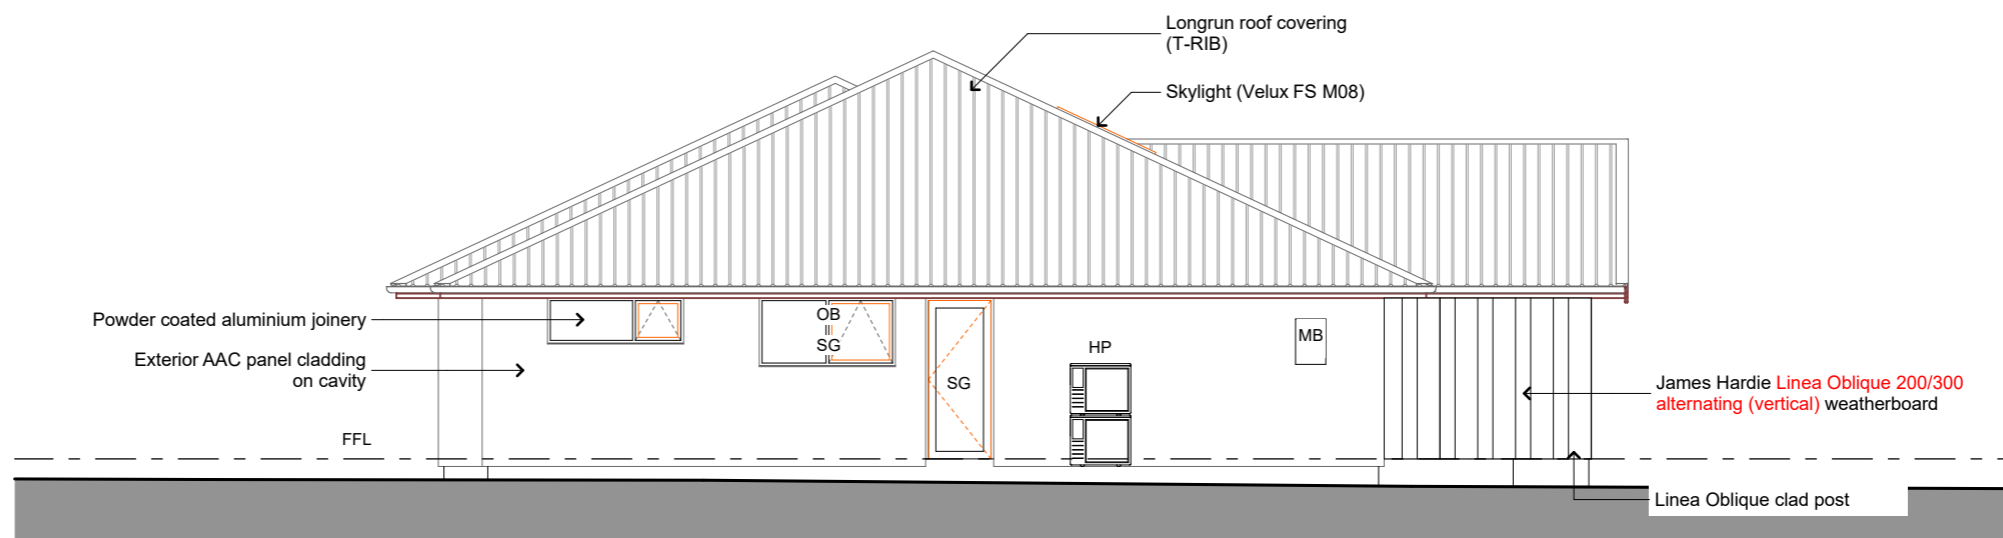 Longrun roof covering
(T-RIB)
Skylight (Velux FS M08)
Powder coated aluminium joinery
OB
SG
MB
HP
Exterior AAC panel cladding
on cavity
SG
James Hardie Linea Oblique 200/300
alternating (vertical) weatherboard
FFL
Linea Oblique clad post